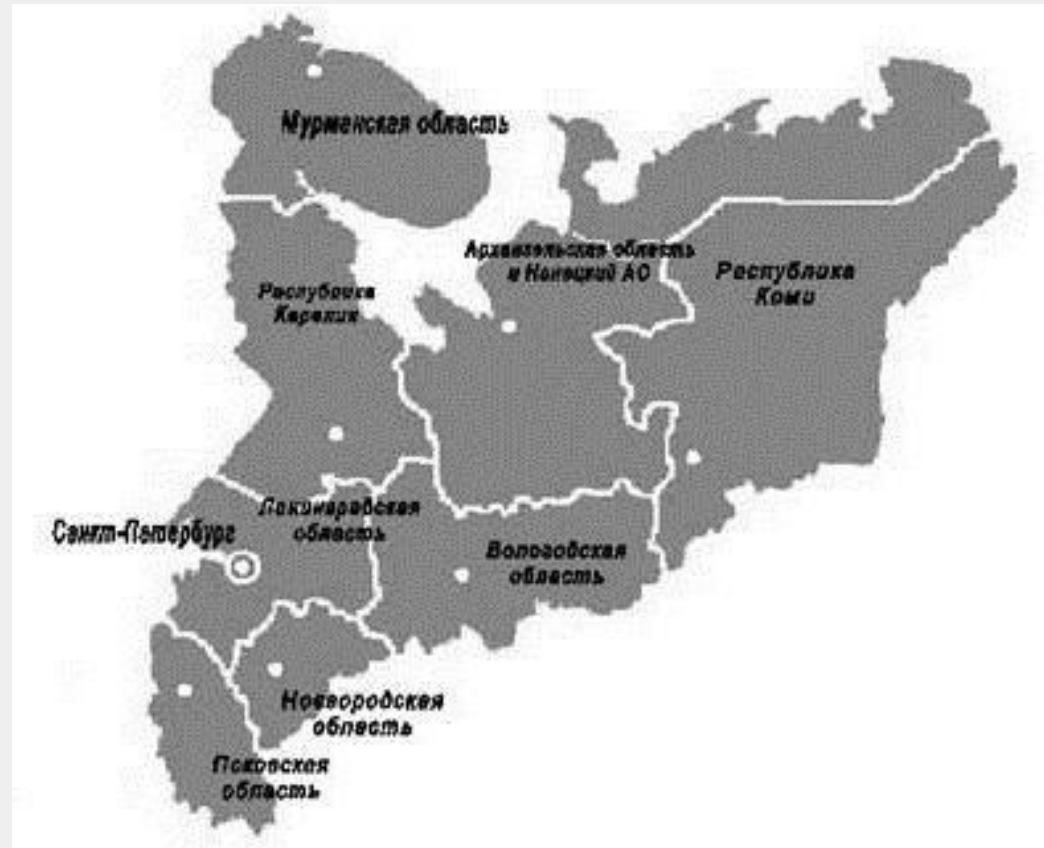 Мурманская область
Архангельская область
и Ненецкий АО
Республика
Коми
Республика
Карелия
Санкт-Петербург
Ленинградская
область
Вологодская
область
Новгородская
область
Псковская
область